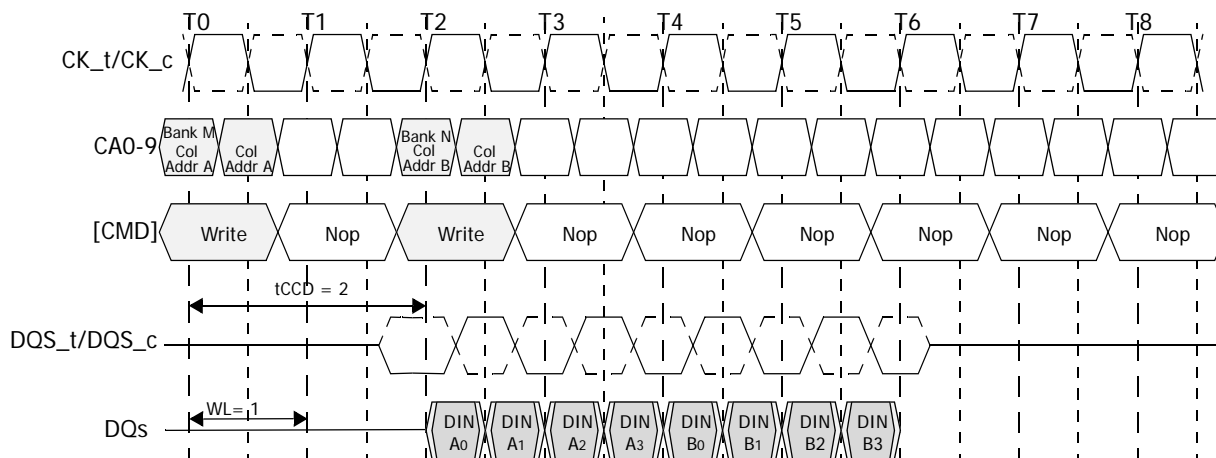 T0 T1 T2 T3 T4 T5 T6 T7 T8
CK_t/CK_c
CA0-9
Bank M
Col
Addr A
Col
Addr A
Bank N
Col
Addr B
Col
Addr B
[CMD] Write Nop Write Nop Nop Nop Nop Nop Nop
tCCD = 2
DQS_t/DQS_c
WL= 1
DQs
DIN
A0
DIN
A1
DIN
A2
DIN
A3
DIN
B0
DIN
B1
DIN
B2
DIN
B3